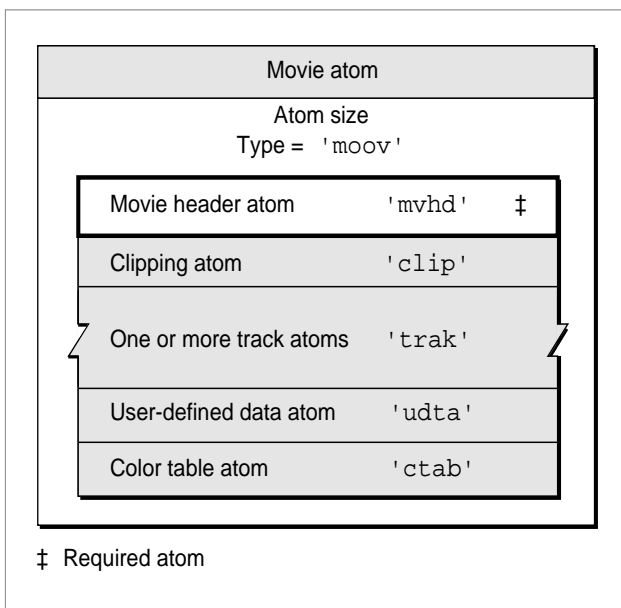 Movie atom
Atom size
Type = 'moov'
Movie header atom 'mvhd' ‡
Clipping atom 'clip'
One or more track atoms 'trak'
User-defined data atom 'udta'
Color table atom 'ctab'
‡ Required atom